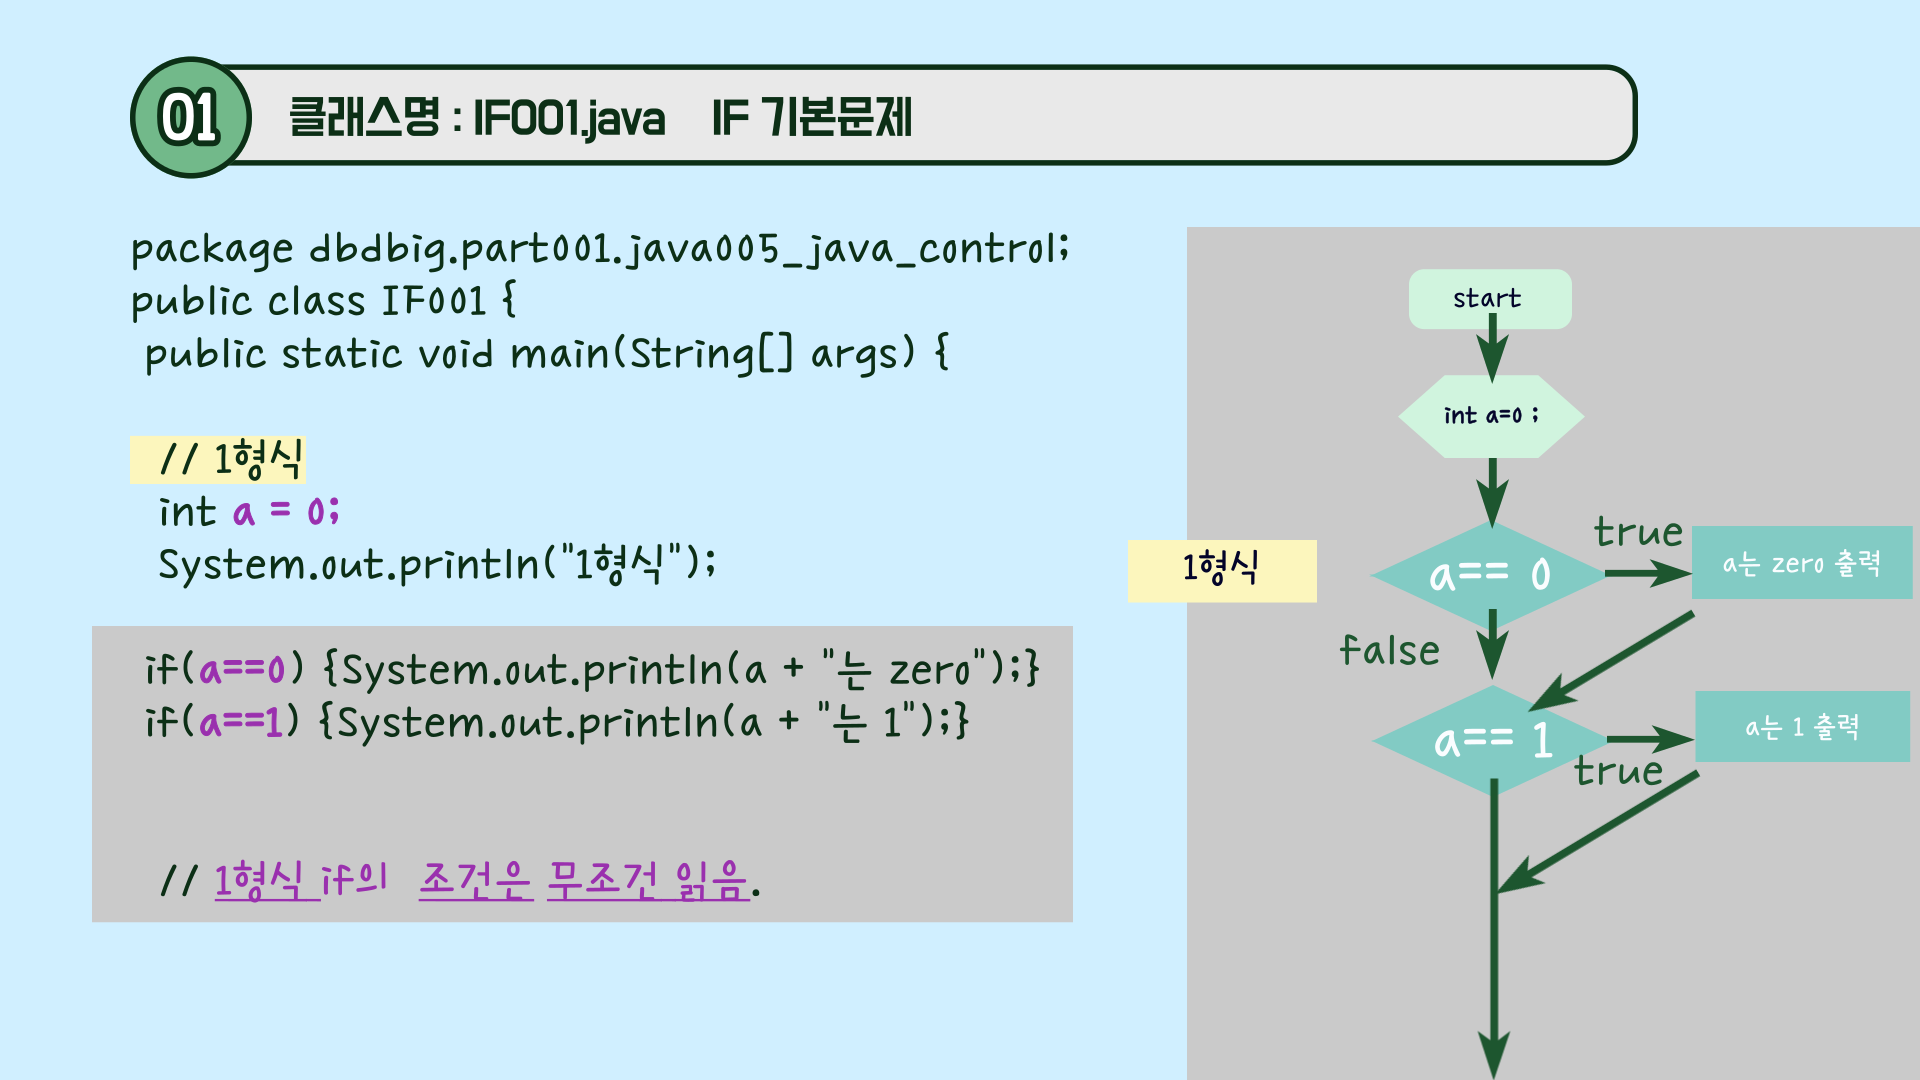 01
클래스명 : IF001.java IF 기본문제
package dbdbig.part001.java005_java_control;
public class IF001 {
public static void main(String[] args) {
// 1형식
int a = 0;
System.out.println("1형식");
if(a==0) {System.out.println(a + "는 zero");}
if(a==1) {System.out.println(a + "는 1");}
// 1형식 if의 조건은 무조건 읽음.
start
int a=0 ;
1형식
a== 0
true
a는 zero 출력
false
a== 1
true
a는 1 출력